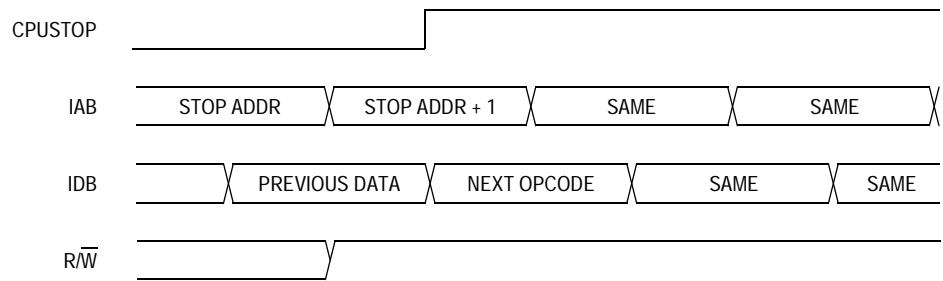 CPUSTOP
IAB STOP ADDR STOP ADDR + 1 SAME SAME
IDB PREVIOUS DATA NEXT OPCODE SAME SAME
R/W̅